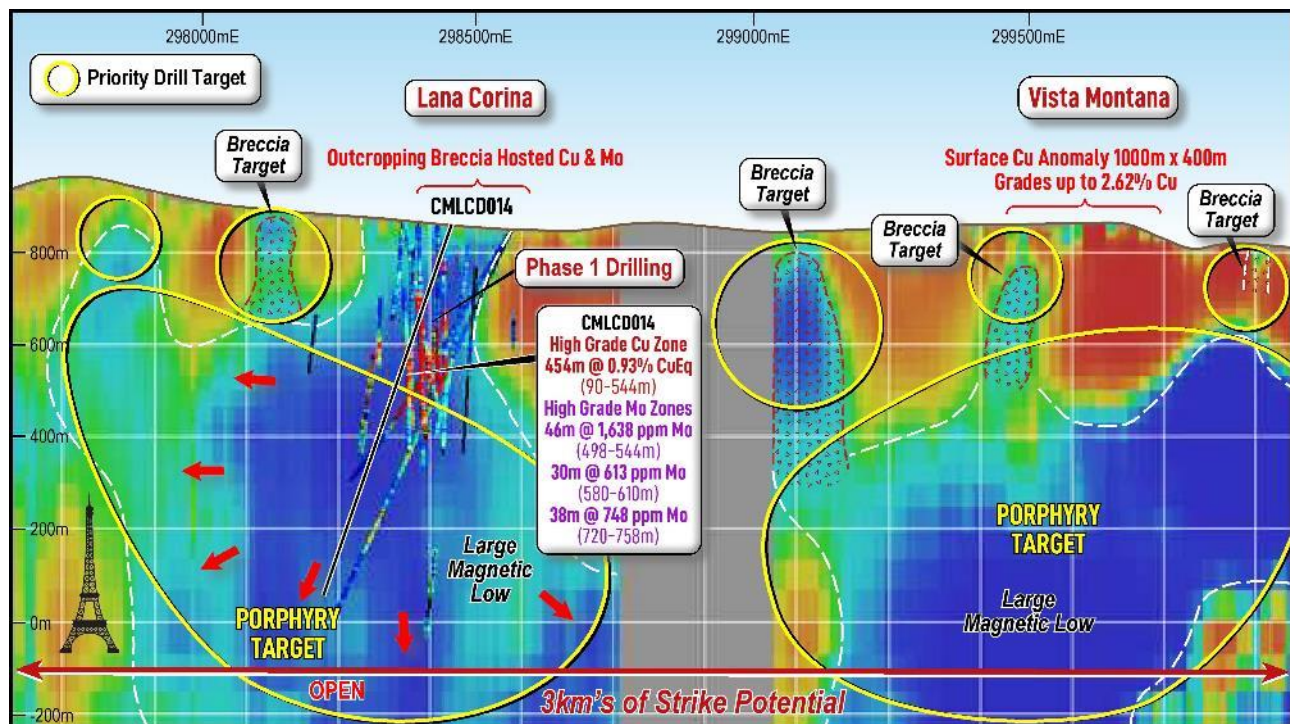 298000mE
298500mE
299000mE
299500mE
Priority Drill Target
Lana Corina
Vista Montana
Breccia
Target
Outcropping Breccia Hosted Cu & Mo
CMLCD014
Breccia
Target
Surface Cu Anomaly 1000m x 400m
Grades up to 2.62% Cu
Breccia
Target
Breccia
Target
800m
600m
400m
200m
0m
-200m
Phase 1 Drilling
CMLCD014
High Grade Cu Zone
454m @ 0.93% CuEq
(90-544m)
High Grade Mo Zones
46m @ 1,638 ppm Mo
(498-544m)
30m @ 613 ppm Mo
(580-610m)
38m @ 748 ppm Mo
(720-758m)
Large
Magnetic
Low
PORPHYRY
TARGET
PORPHYRY
TARGET
Large
Magnetic Low
OPEN
3km's of Strike Potential